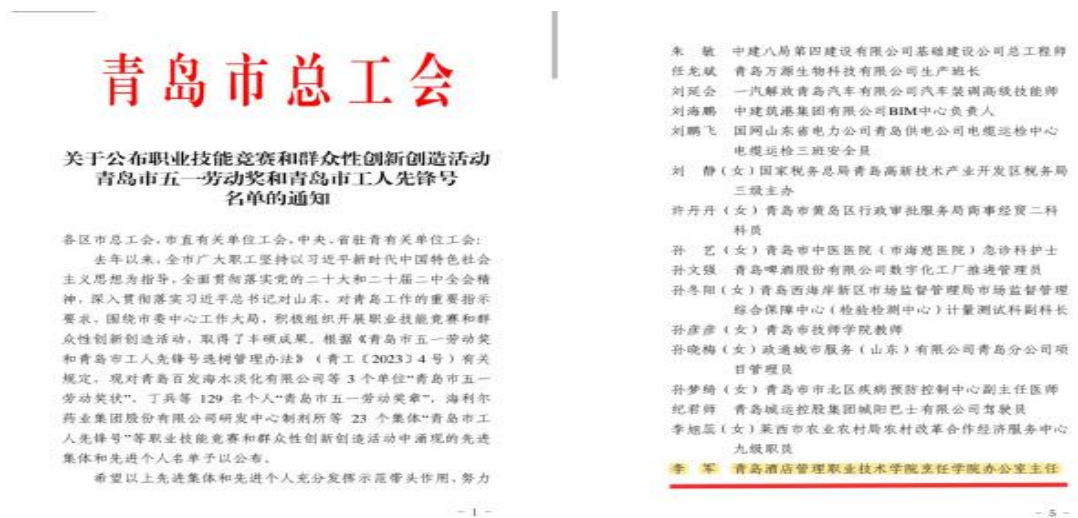 青岛市总工会
关于公布职业技能竞赛和群众性创新创造活动
青岛市五一劳动奖和青岛市工人先锋号
名单的通知
各区市总工会,市直有关单位工会,中央、省驻青有关单位工会:
去年以来,全市广大职工坚持以习近平新时代中国特色社会
主义思想为指导,全面贯彻落实党的二十大和二十届二中全会精
神,深入贯彻落实习近平总书记对山东、对青岛工作的重要指示
要求,围绕市委中心工作大局,积极组织开展职业技能竞赛和群
众性创新创造活动,取得了丰硕成果。根据《青岛市五一劳动奖
和青岛市工人先锋号选树管理办法》(青工〔2023〕4号)有关
规定,现对青岛百发海水淡化有限公司等 3 个单位“青岛市五一
劳动奖状”、丁兵等 129 名个人“青岛市五一劳动奖章”、海利尔
药业集团股份有限公司研发中心制剂所等 23 个集体“青岛市工
人先锋号”等职业技能竞赛和群众性创新创造活动中涌现的先进
集体和先进个人名单予以公布。
希望以上先进集体和先进个人充分发挥示范带头作用,努力
- 1 -
朱 敏 中建八局第四建设有限公司基础建设公司总工程师
任龙斌 青岛万源生物科技有限公司生产班长
刘延会 一汽解放青岛汽车有限公司汽车装调高级技能师
刘海鹏 中建筑港集团有限公司BIM中心负责人
刘鹏飞 国网山东省电力公司青岛供电公司电缆运检中心
电缆运检三班安全员
刘 静(女)国家税务总局青岛高新技术产业开发区税务局
三级主办
许丹丹(女)青岛市黄岛区行政审批服务局商事经贸二科
科员
孙 艺(女)青岛市中医医院(市海慈医院)急诊科护士
孙文强 青岛啤酒股份有限公司数字化工厂推进管理员
孙冬阳(女)青岛西海岸新区市场监督管理局市场监督管理
综合保障中心(检验检测中心)计量测试科副科长
孙彦彦(女)青岛市技师学院教师
孙晓梅(女)政通城市服务(山东)有限公司青岛分公司项
目管理员
孙梦绮(女)青岛市市北区疾病预防控制中心副主任医师
纪君师 青岛城运控股集团城阳巴士有限公司驾驶员
李旭蕊(女)莱西市农业农村局农村改革合作经济服务中心
九级职员
李 军 青岛酒店管理职业技术学院烹饪学院办公室主任
- 5 -